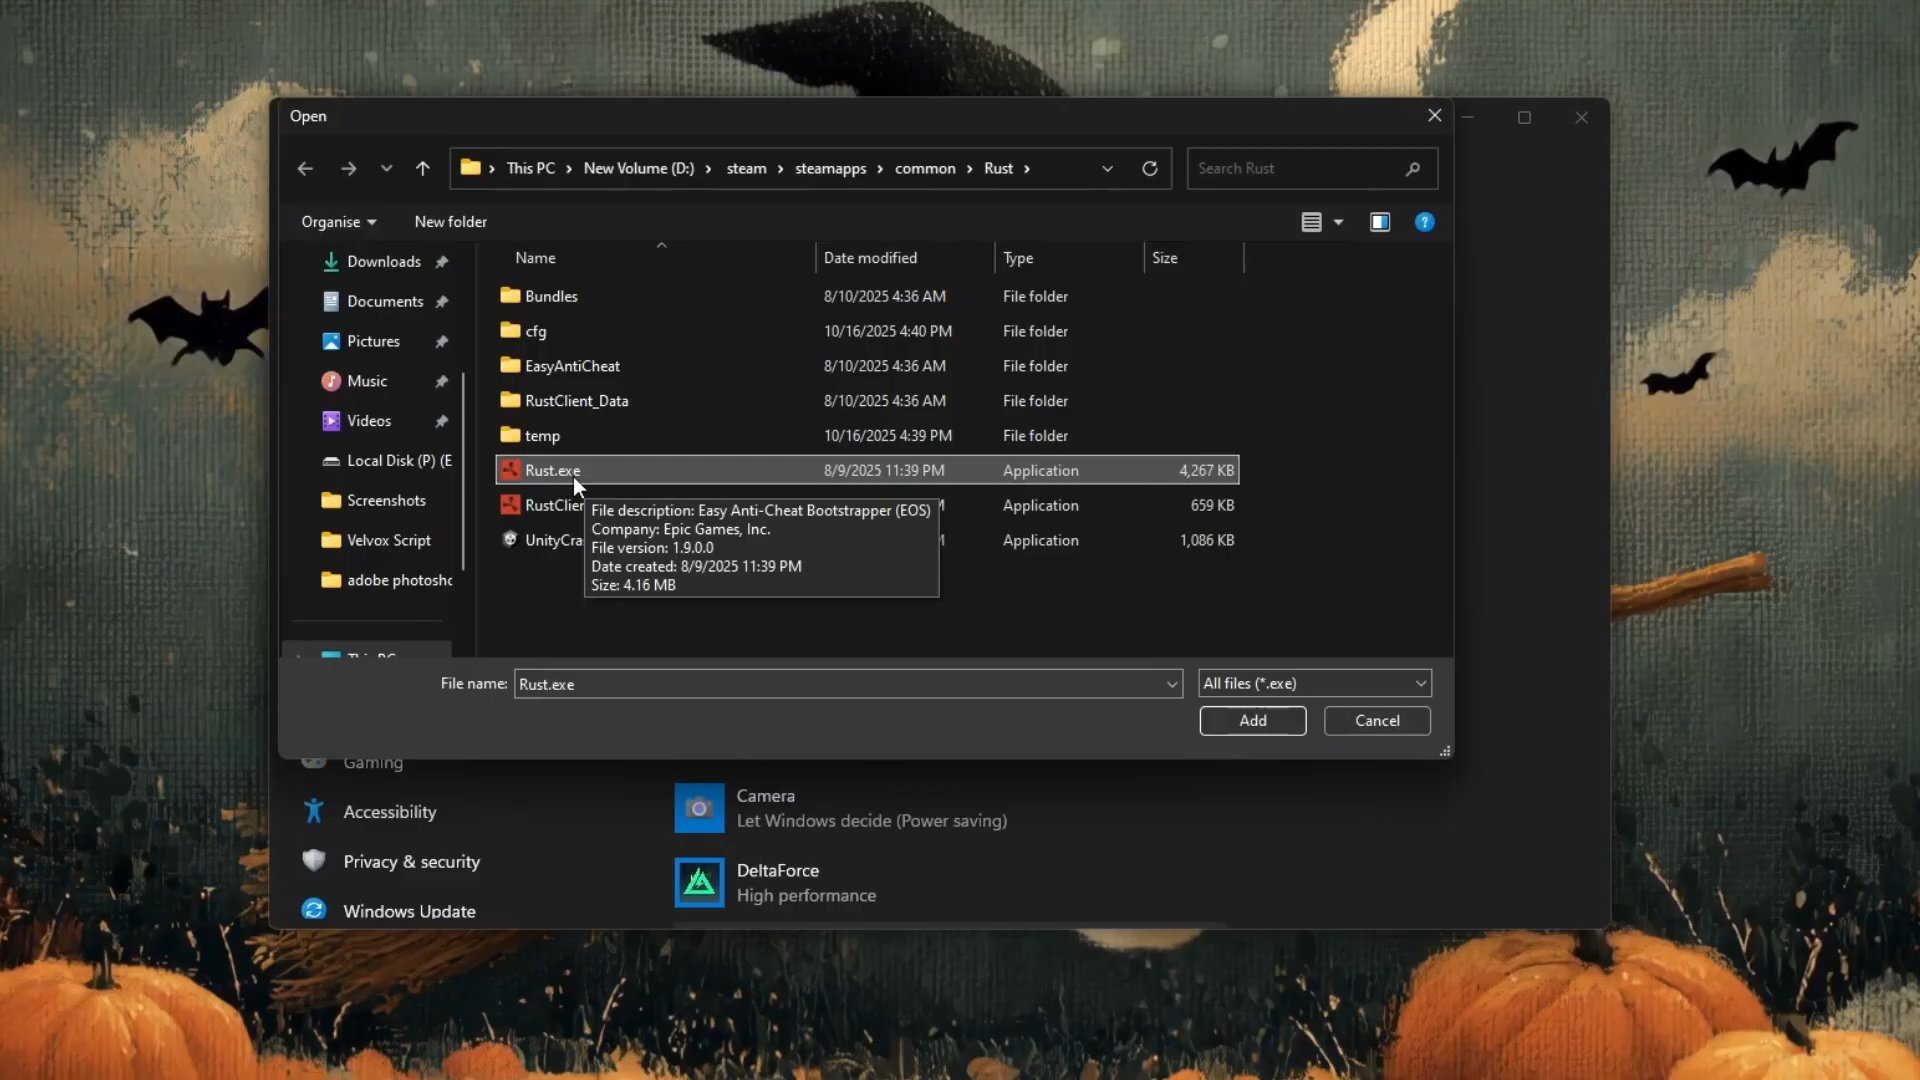 Open
This PC > New Volume (D:) > steam > steamapps > common > Rust >
Search Rust
Organise
New folder
Name
Date modified
Type
Size
Downloads
Documents
Pictures
Music
Videos
Local Disk (P) (E
Screenshots
Velvox Script
adobe photosho
This PC
Bundles 8/10/2025 4:36 AM File folder
cfg 10/16/2025 4:40 PM File folder
EasyAntiCheat 8/10/2025 4:36 AM File folder
RustClient_Data 8/10/2025 4:36 AM File folder
temp 10/16/2025 4:39 PM File folder
Rust.exe 8/9/2025 11:39 PM Application 4,267 KB
RustClien Application 659 KB
UnityCra Application 1,086 KB
File description: Easy Anti-Cheat Bootstrapper (EOS)
Company: Epic Games, Inc.
File version: 1.9.0.0
Date created: 8/9/2025 11:39 PM
Size: 4.16 MB
File name: Rust.exe
All files (*.exe)
Add
Cancel
Gaming
Accessibility
Privacy & security
Windows Update
Camera
Let Windows decide (Power saving)
DeltaForce
High performance